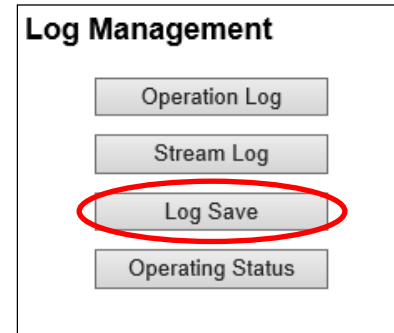 Log Management
Operation Log
Stream Log
Log Save
Operating Status